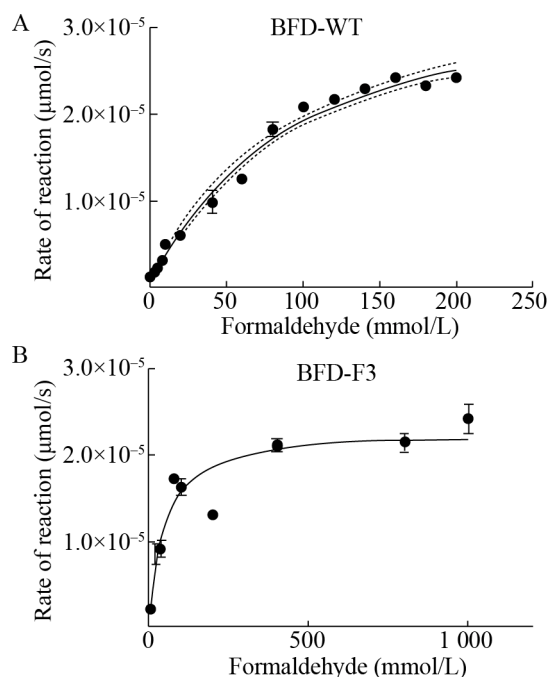 A
BFD-WT
Rate of reaction (μmol/s)
3.0×10⁻⁵
2.0×10⁻⁵
1.0×10⁻⁵
0 50 100 150 200 250
Formaldehyde (mmol/L)
B
BFD-F3
Rate of reaction (μmol/s)
3.0×10⁻⁵
2.0×10⁻⁵
1.0×10⁻⁵
0 500 1 000
Formaldehyde (mmol/L)